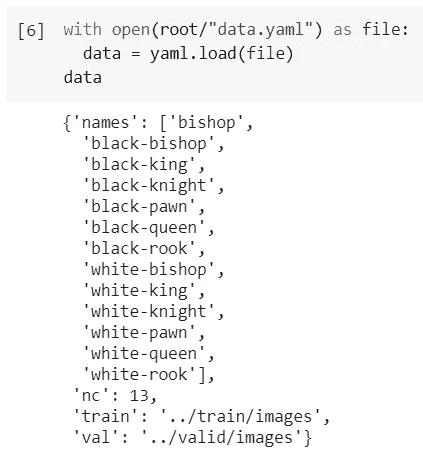 [6] with open(root/"data.yaml") as file:
data = yaml.load(file)
data
{'names': ['bishop',
'black-bishop',
'black-king',
'black-knight',
'black-pawn',
'black-queen',
'black-rook',
'white-bishop',
'white-king',
'white-knight',
'white-pawn',
'white-queen',
'white-rook'],
'nc': 13,
'train': '../train/images',
'val': '../valid/images'}